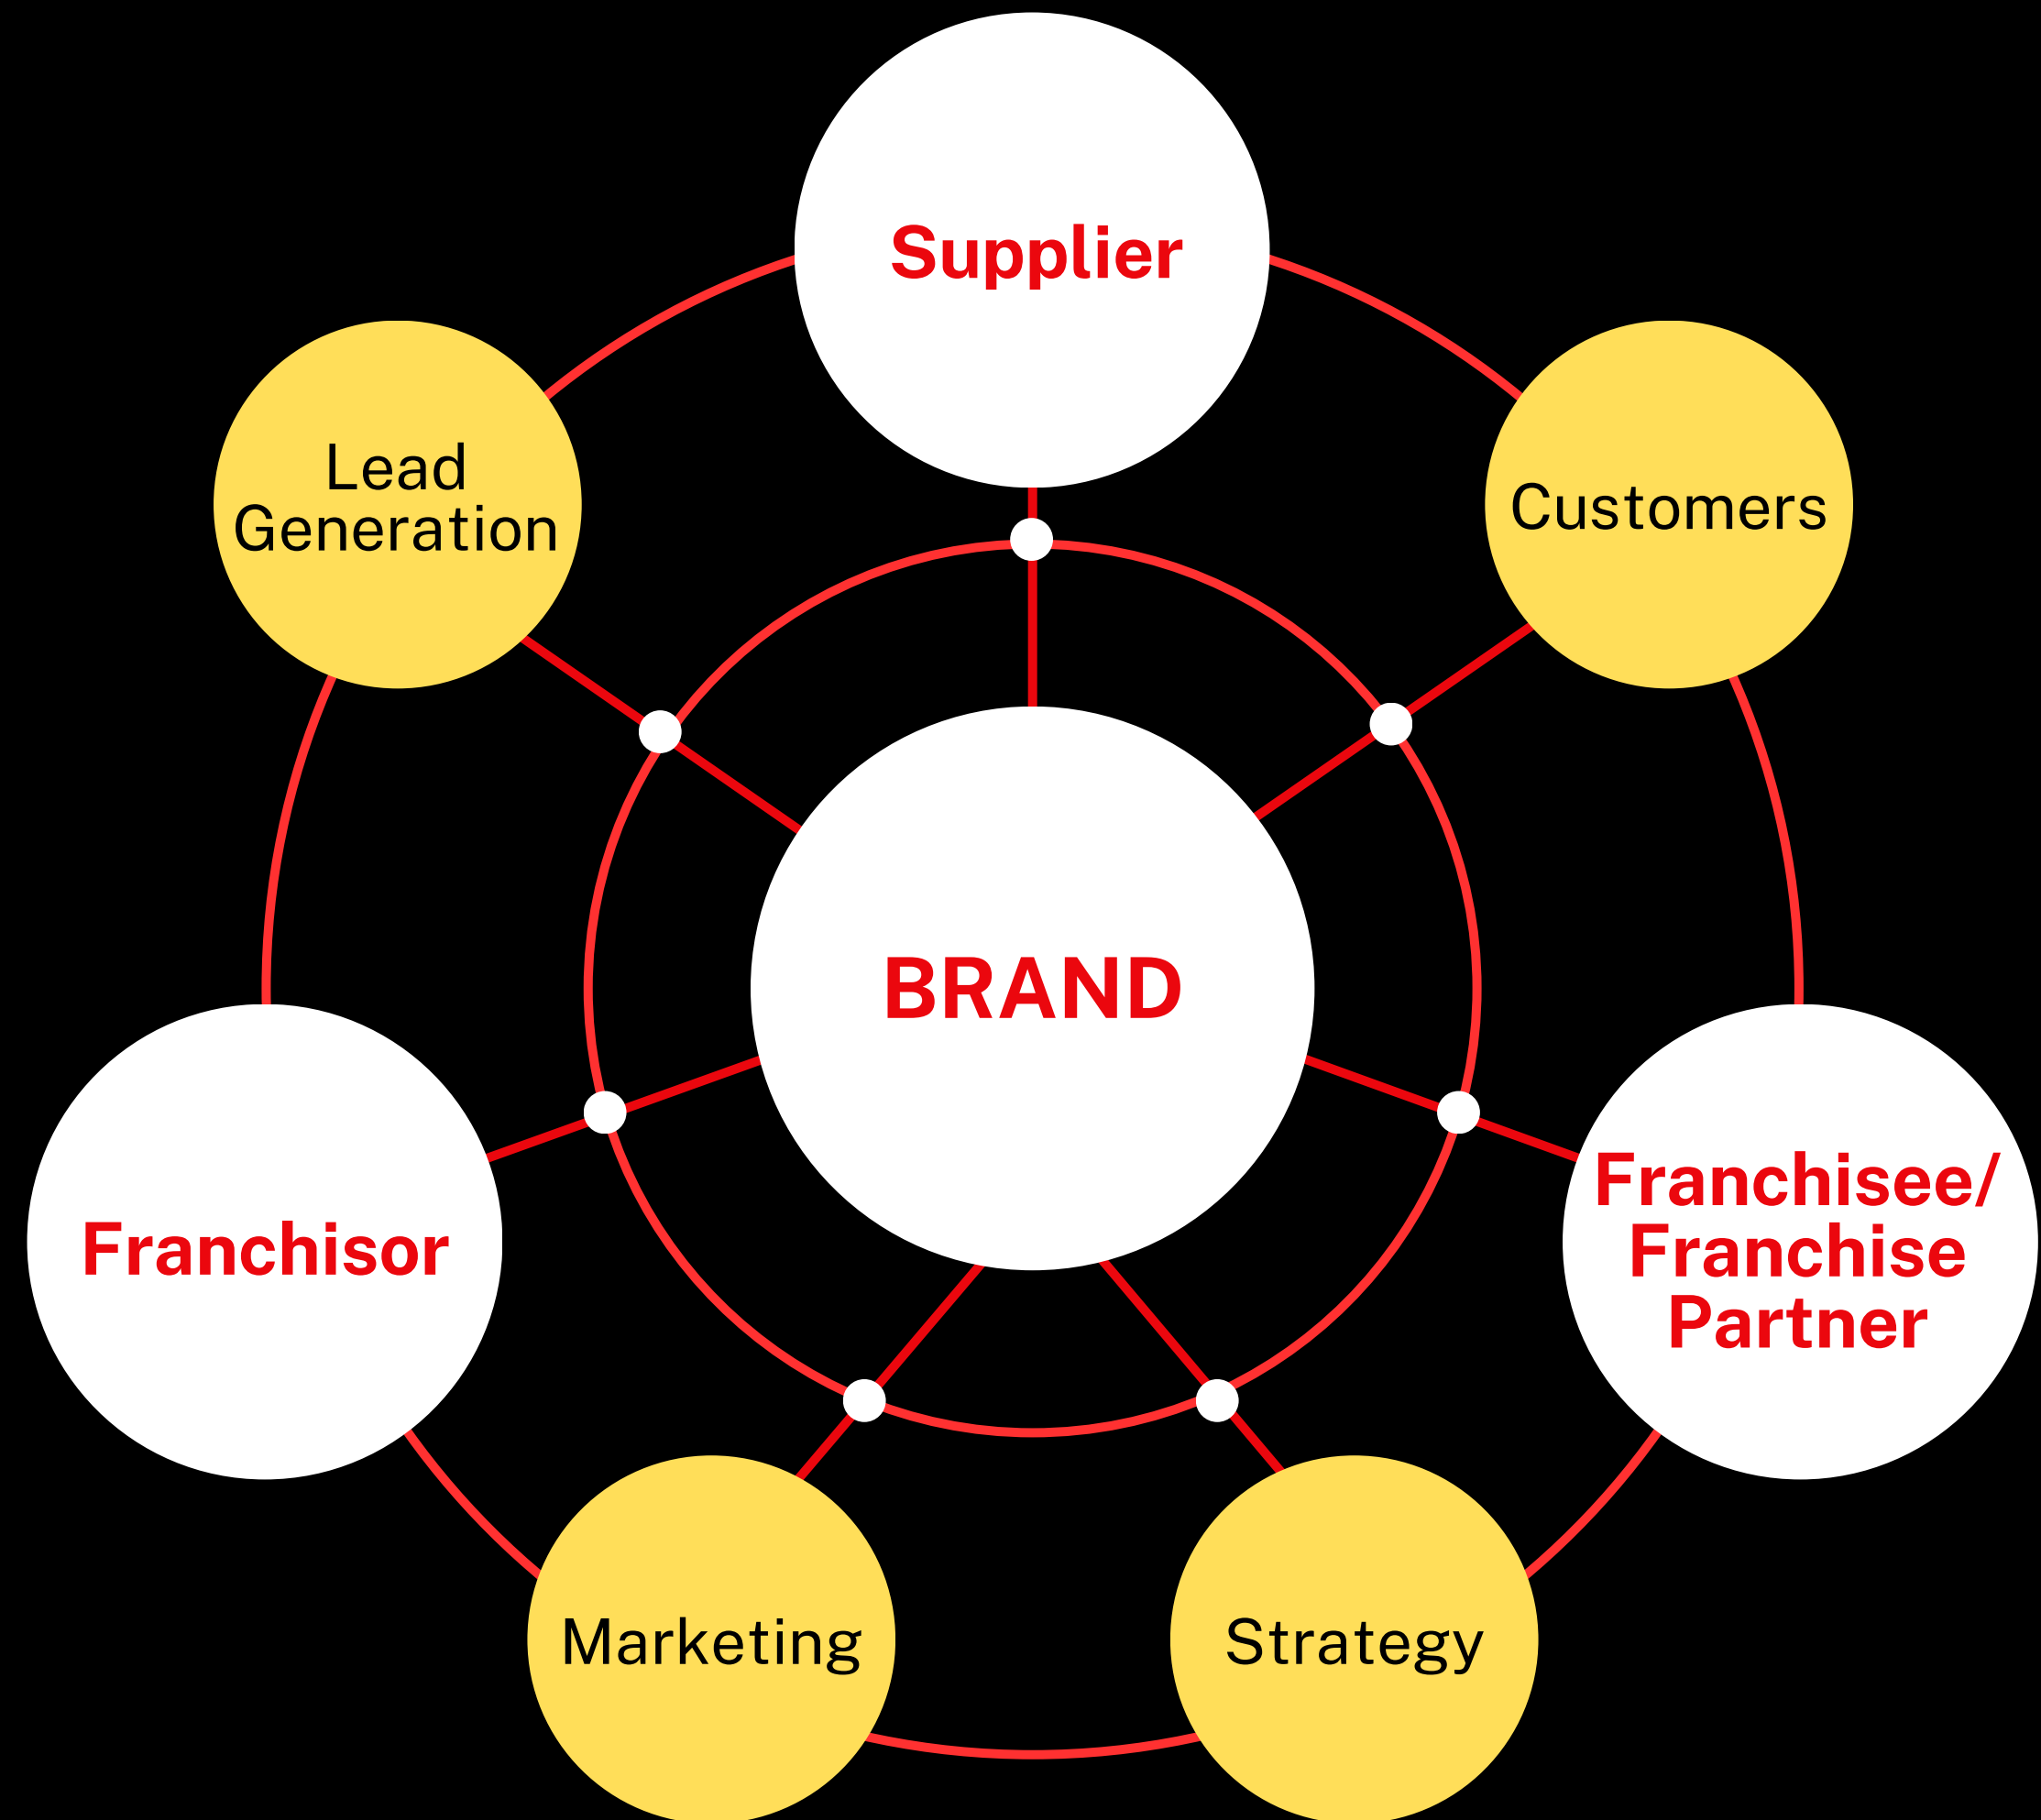 Supplier
Lead
Generation
Customers
BRAND
Franchisor
Franchisee/
Franchise
Partner
Marketing
Strategy